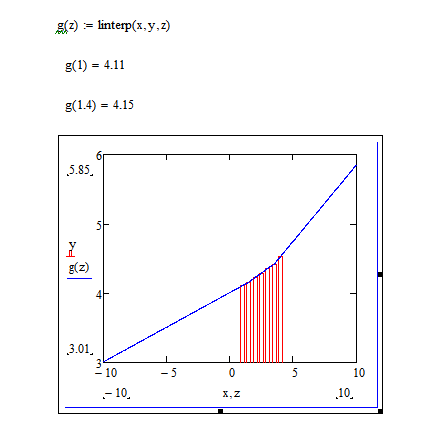 g(z) := linterp(x,y,z)
g(1) = 4.11
g(1.4) = 4.15
6
5.85
5
y
g(z)
4
3.01
3
−10 −5 0 5 10
−10 x,z 10